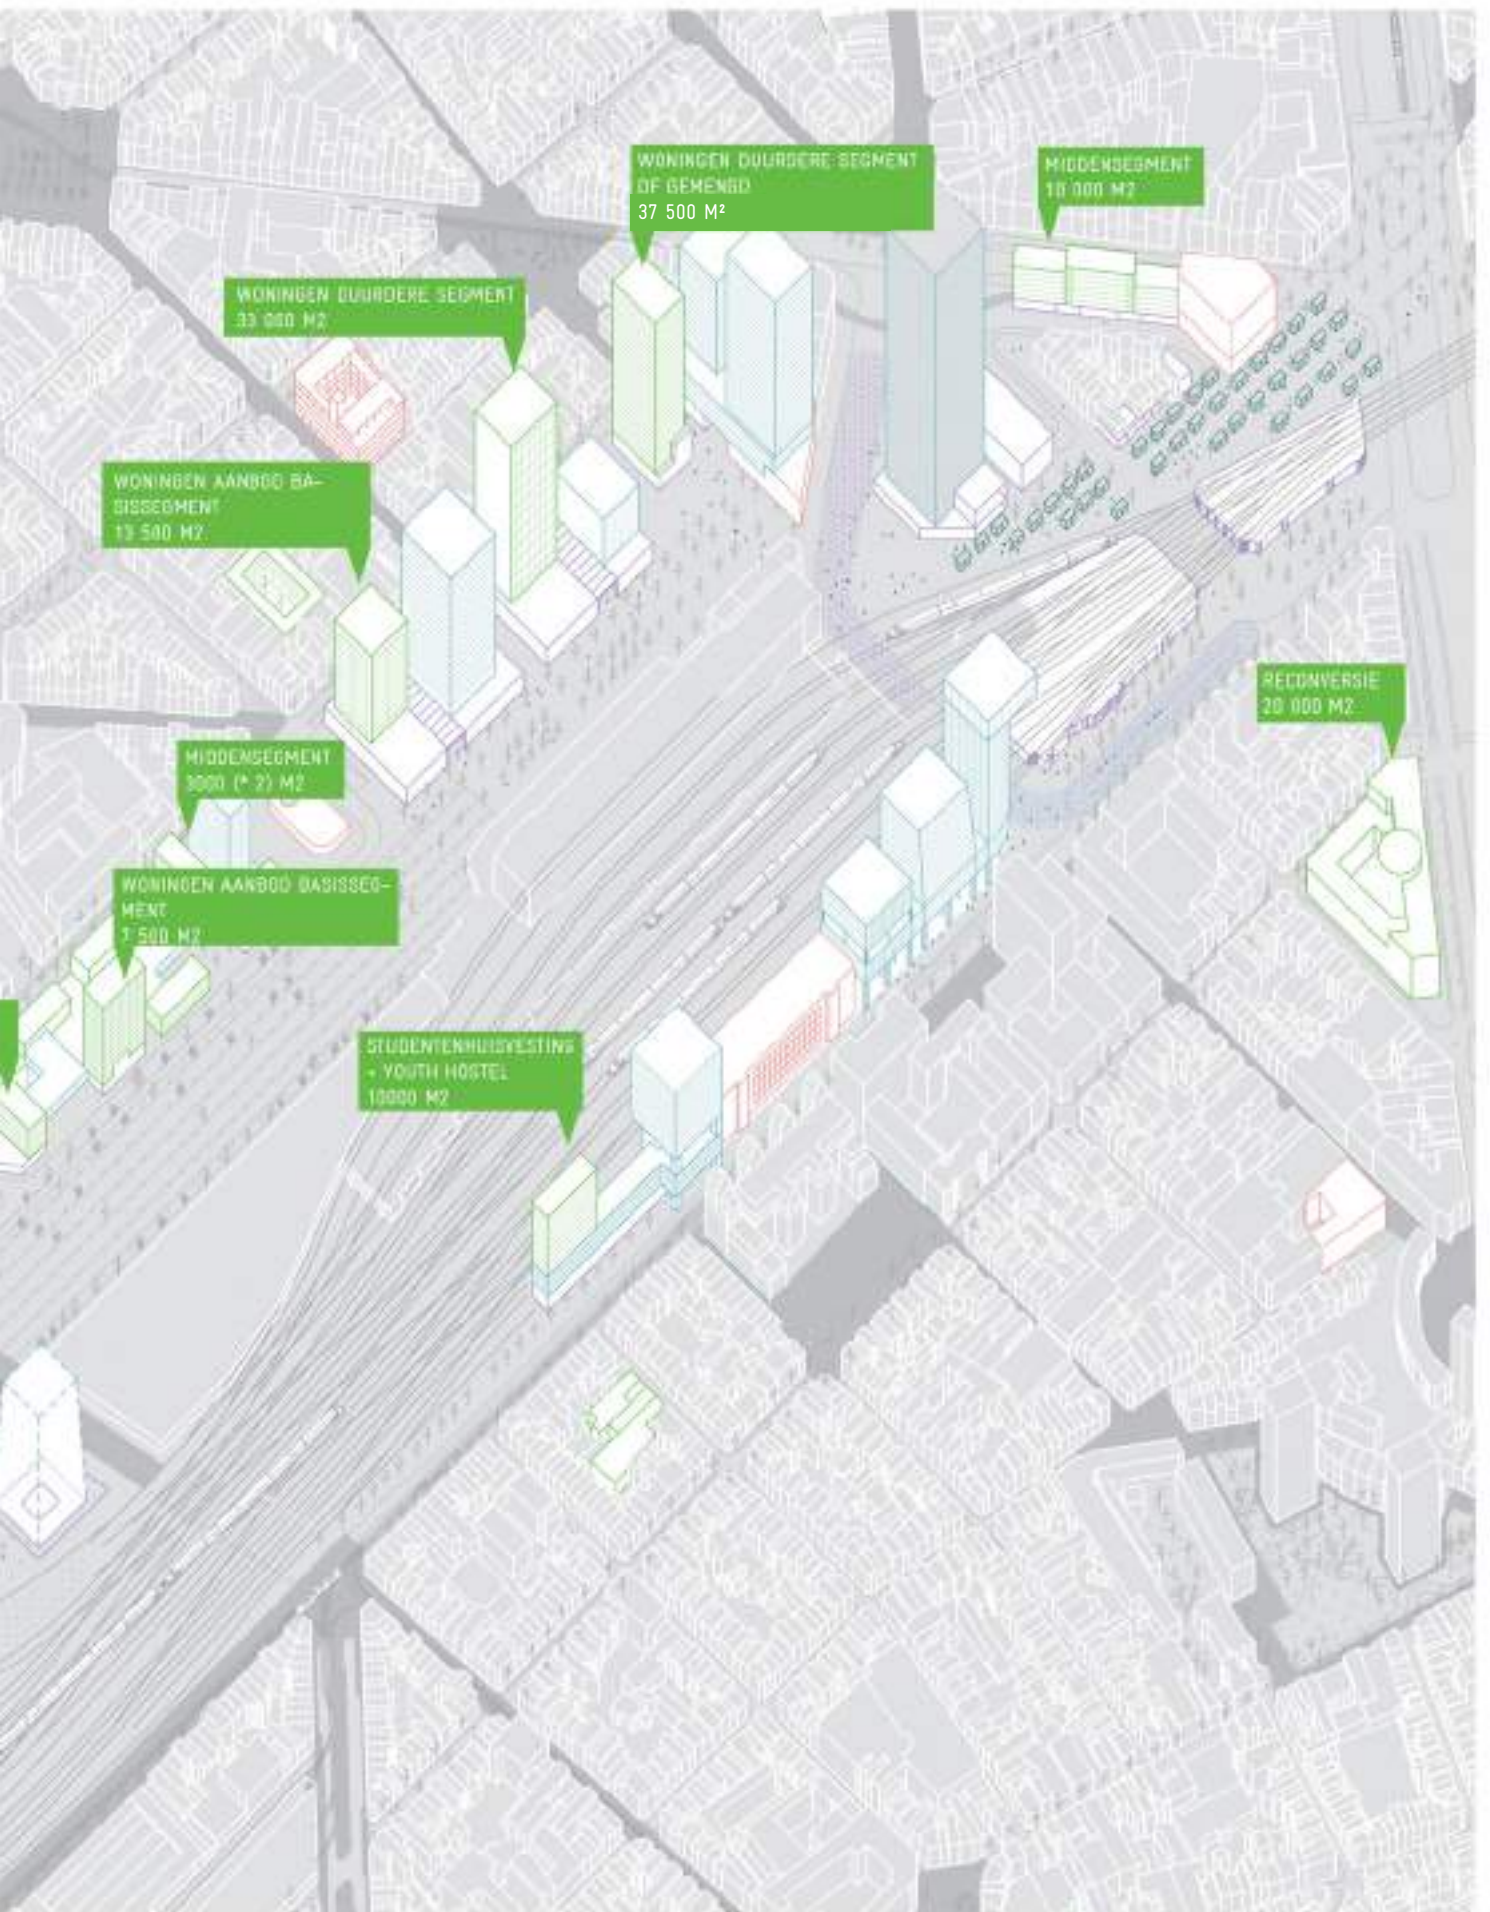 WONINGEN DUURDERE SEGMENT
OF GEMENGD
37 500 M²
MIDDENSEGMENT
10 000 M2
WONINGEN DUURDERE SEGMENT
33 000 M2
WONINGEN AANBOD BA-
SISSEGMENT
13 500 M2
RECONVERSIE
20 000 M2
MIDDENSEGMENT
3000 (* 2) M2
WONINGEN AANBOD BASISSEG-
MENT
7 500 M2
STUDENTENHUISVESTING
+ YOUTH HOSTEL
10000 M2